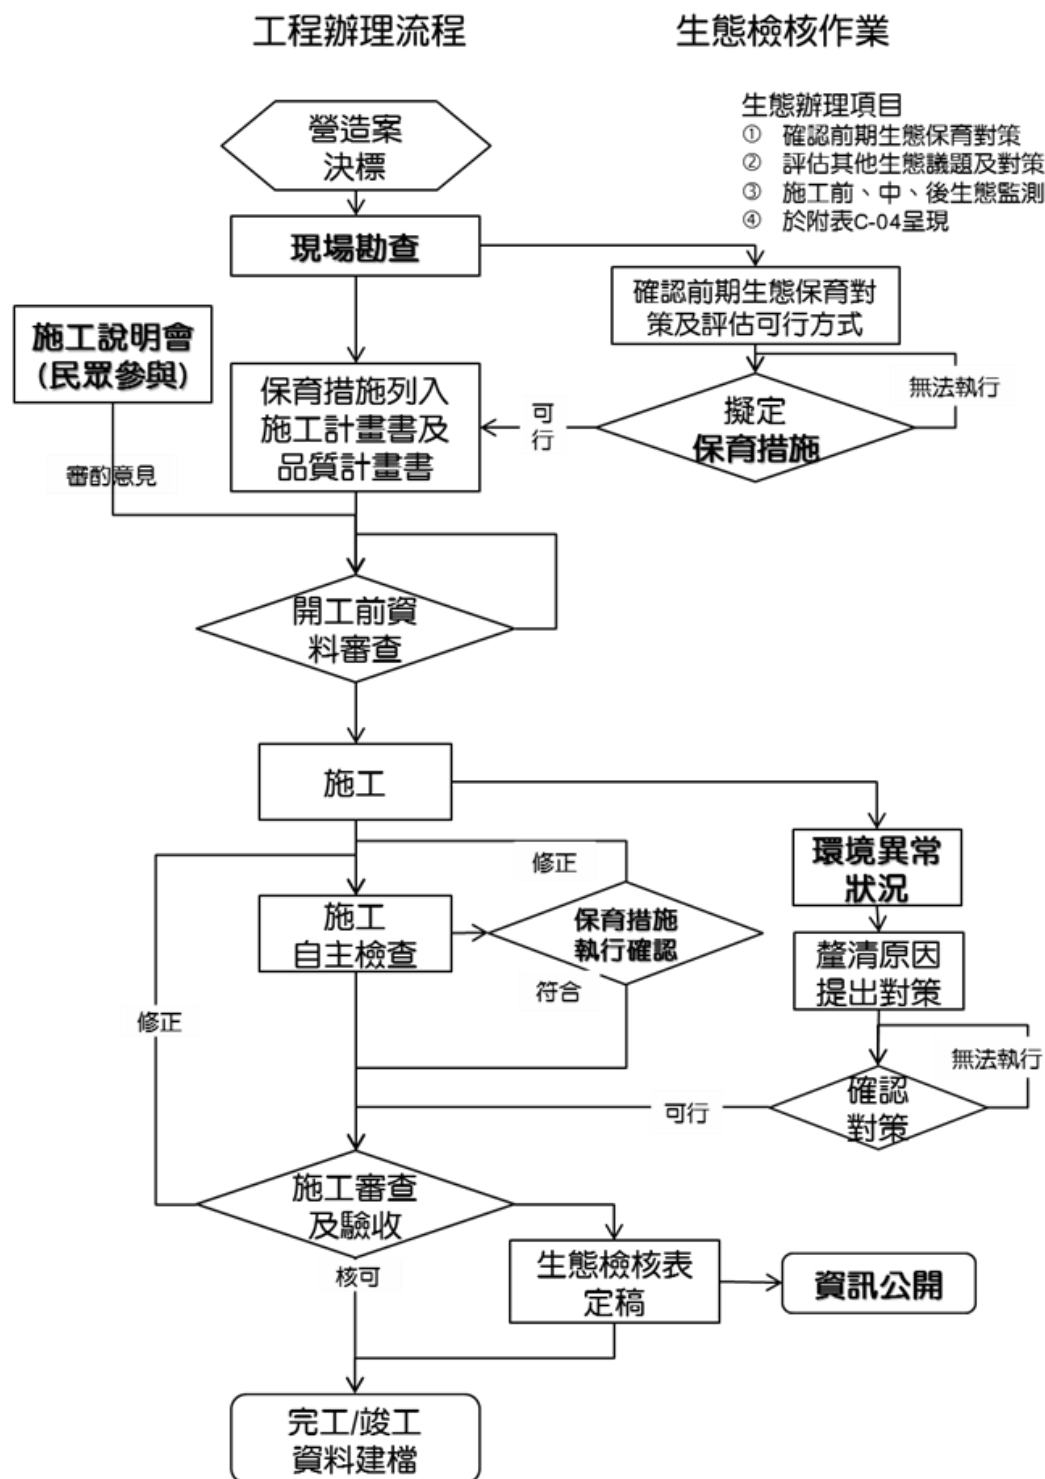 工程辦理流程
生態檢核作業
生態辦理項目
① 確認前期生態保育對策
② 評估其他生態議題及對策
③ 施工前、中、後生態監測
④ 於附表C-04呈現
營造案
決標
現場勘查
確認前期生態保育對
策及評估可行方式
施工說明會
(民眾參與)
保育措施列入
施工計畫書及
品質計畫書
可
行
擬定
保育措施
無法執行
審酌意見
開工前資
料審查
施工
環境異常
狀況
修正
施工
自主檢查
保育措施
執行確認
釐清原因
提出對策
符合
修正
無法執行
確認
對策
可行
施工審查
及驗收
核可
生態檢核表
定稿
資訊公開
完工/竣工
資料建檔